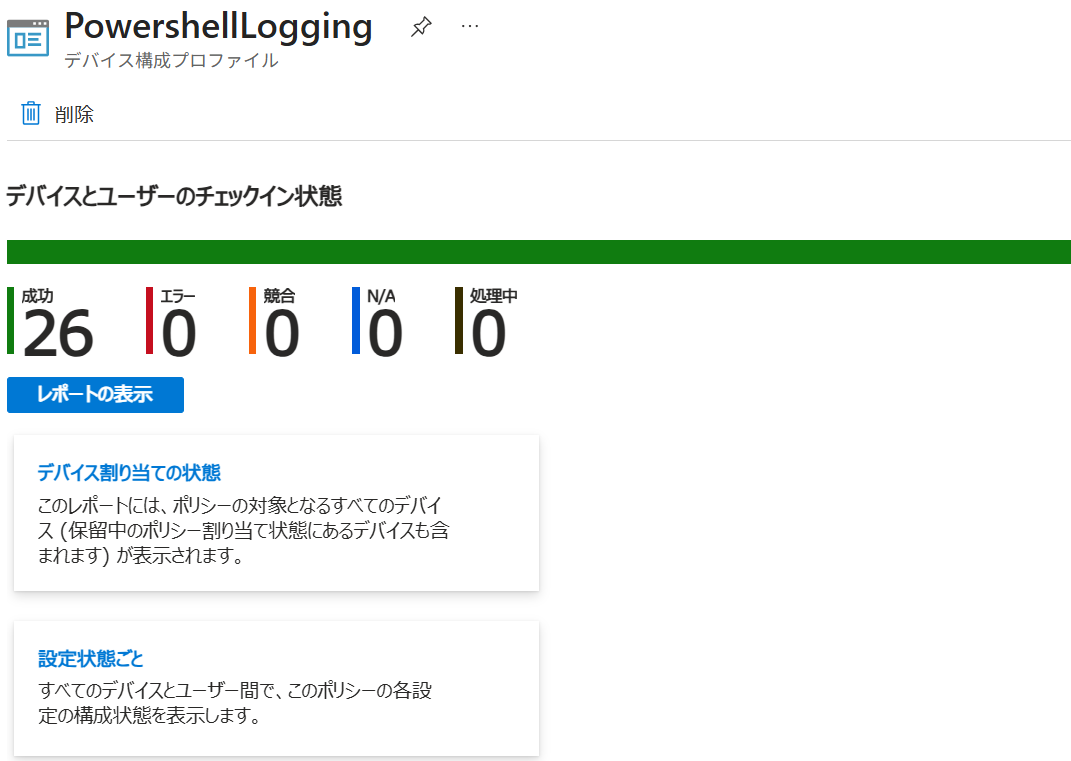 PowershellLogging
デバイス構成プロファイル
削除
デバイスとユーザーのチェックイン状態
成功
26
エラー
0
競合
0
N/A
0
処理中
0
レポートの表示
デバイス割り当ての状態
このレポートには、ポリシーの対象となるすべてのデバイ
ス (保留中のポリシー割り当て状態にあるデバイスも含
まれます) が表示されます。
設定状態ごと
すべてのデバイスとユーザー間で、このポリシーの各設
定の構成状態を表示します。